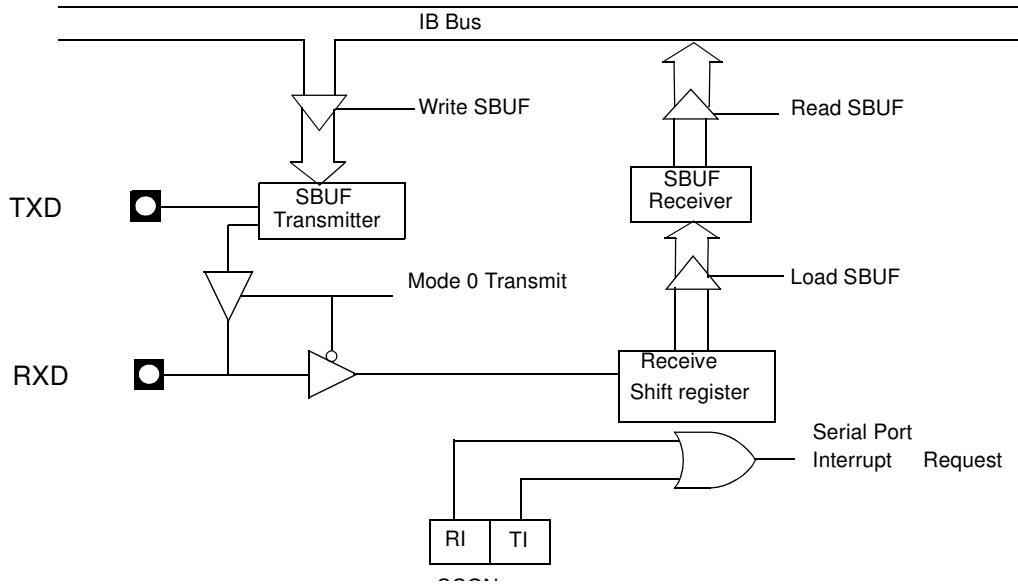 IB Bus
Write SBUF
Read SBUF
TXD
SBUF
Transmitter
SBUF
Receiver
Mode 0 Transmit
Load SBUF
RXD
Receive
Shift register
Serial Port
Interrupt Request
RI TI